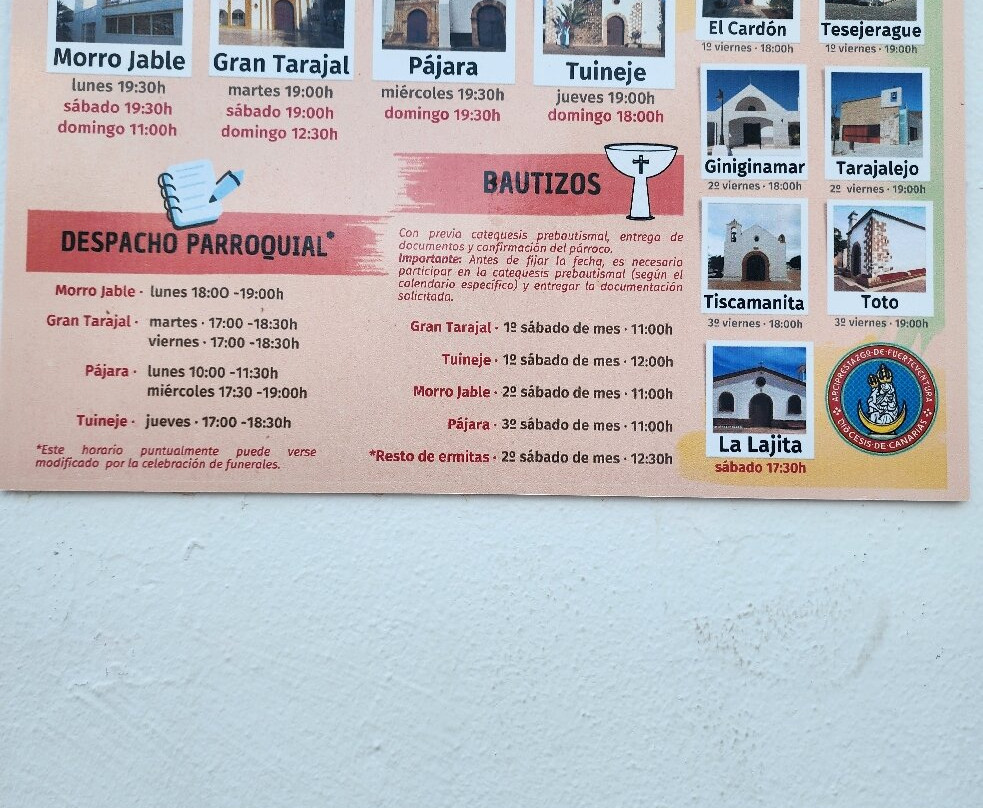 Morro Jable
lunes 19:30h
sábado 19:30h
domingo 11:00h
Gran Tarajal
martes 19:00h
sábado 19:00h
domingo 12:30h
Pájara
miércoles 19:30h
domingo 19:30h
Tuineje
jueves 19:00h
domingo 18:00h
El Cardón
1º viernes · 18:00h
Tesejerague
1º viernes · 19:00h
Giniginamar
2º viernes · 18:00h
Tarajalejo
2º viernes · 19:00h
Tiscamanita
3º viernes · 18:00h
Toto
3º viernes · 19:00h
La Lajita
sábado 17:30h
DESPACHO PARROQUIAL*
Morro Jable · lunes 18:00 -19:00h
Gran Tarajal · martes · 17:00 -18:30h
viernes · 17:00 -18:30h
Pájara · lunes 10:00 -11:30h
miércoles 17:30 -19:00h
Tuineje · jueves · 17:00 -18:30h
*Este horario puntualmente puede verse
modificado por la celebración de funerales.
BAUTIZOS
Con previa catequesis prebautismal, entrega de
documentos y confirmación del párroco.
Importante: Antes de fijar la fecha, es necesario
participar en la catequesis prebautismal (según el
calendario específico) y entregar la documentación
solicitada.
Gran Tarajal · 1º sábado de mes · 11:00h
Tuineje · 1º sábado de mes · 12:00h
Morro Jable · 2º sábado de mes · 11:00h
Pájara · 3º sábado de mes · 11:00h
*Resto de ermitas · 2º sábado de mes · 12:30h
ARCIPRESTAZGO·DE·FUERTEVENTURA
DIÓCESIS·DE·CANARIAS